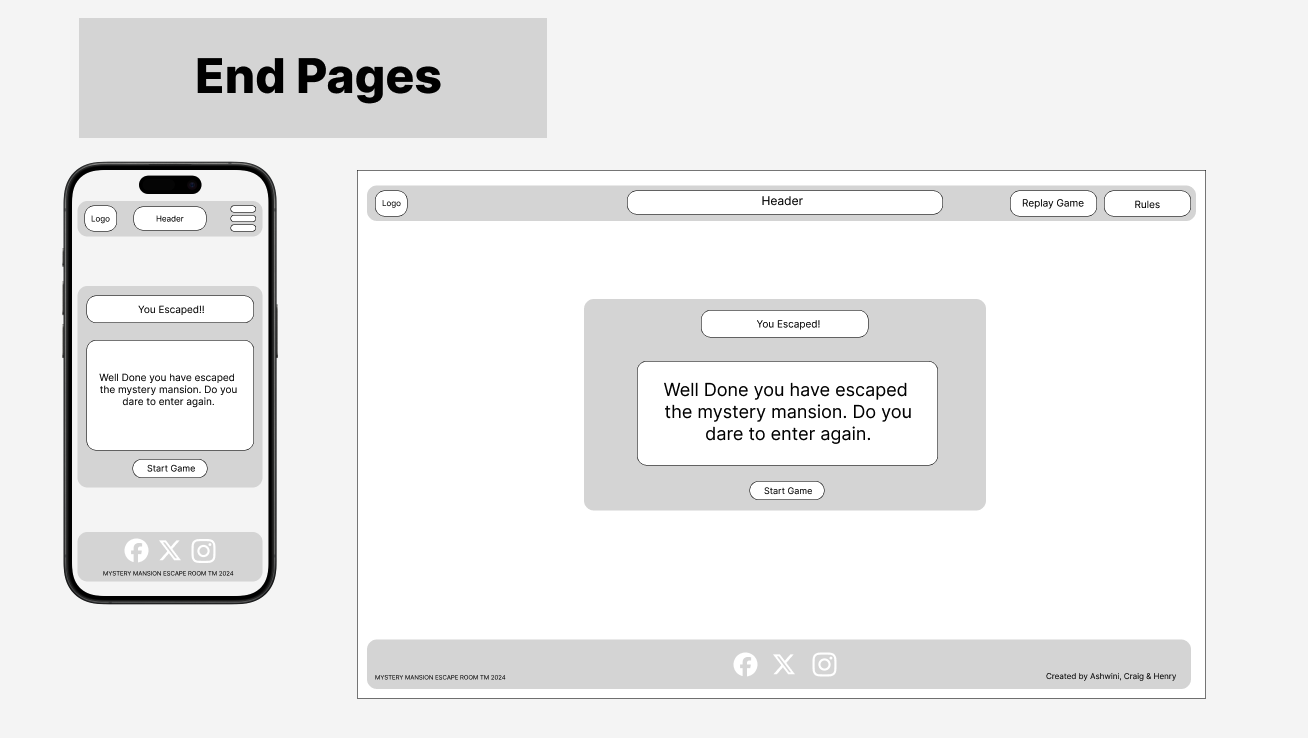 End Pages
Logo
Header
You Escaped!!
Well Done you have escaped
the mystery mansion. Do you
dare to enter again.
Start Game
MYSTERY MANSION ESCAPE ROOM TM 2024
Logo
Header
Replay Game
Rules
You Escaped!
Well Done you have escaped
the mystery mansion. Do you
dare to enter again.
Start Game
MYSTERY MANSION ESCAPE ROOM TM 2024
Created by Ashwini, Craig & Henry